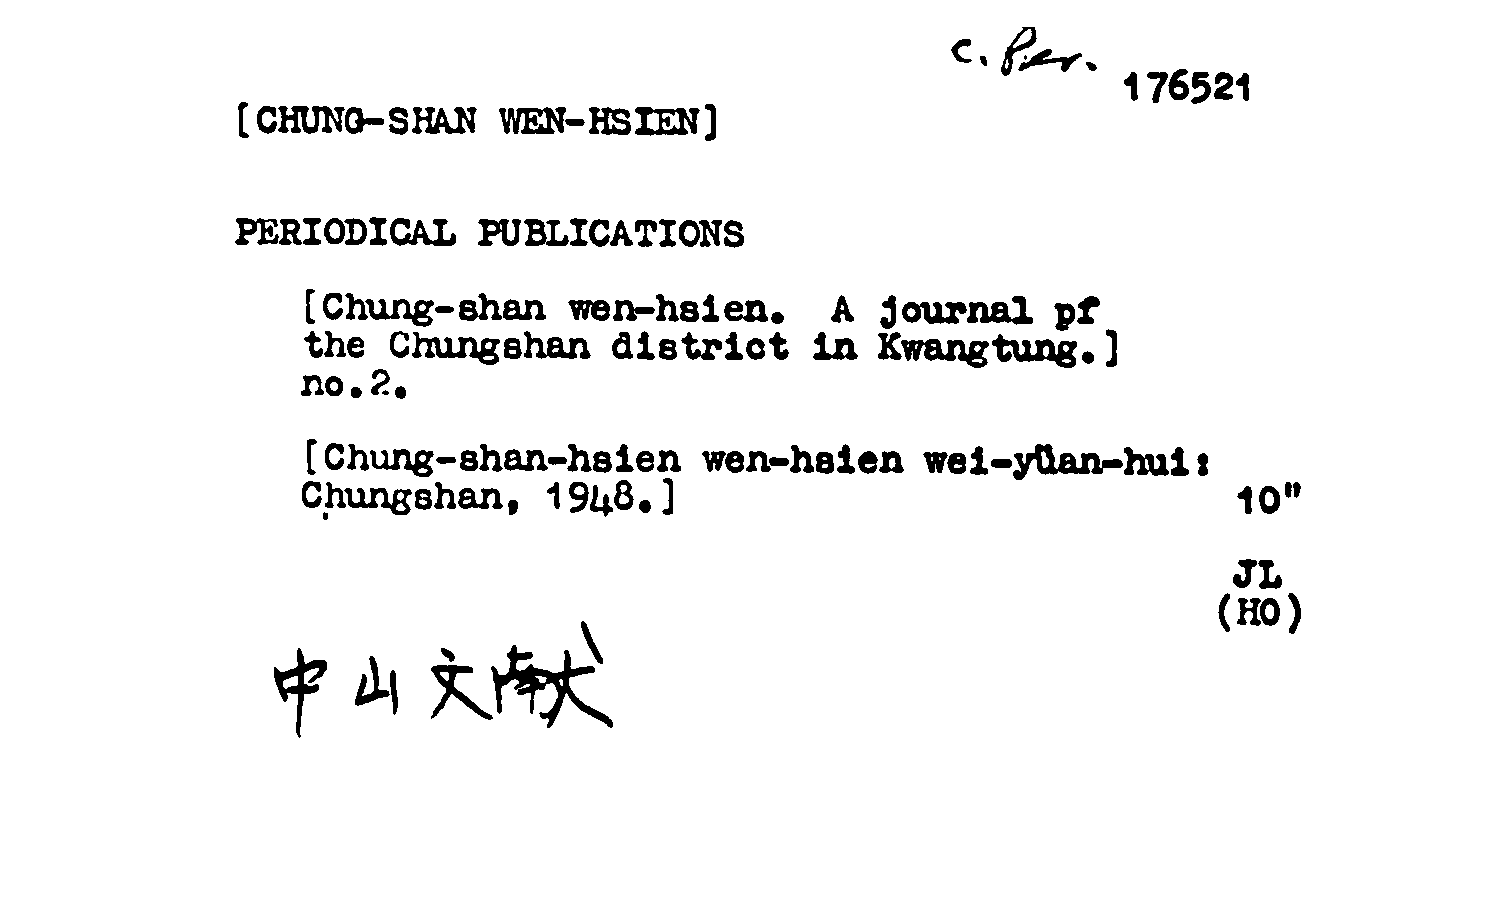 c. Per.
176521
[CHUNG-SHAN WEN-HSIEN]
PERIODICAL PUBLICATIONS
[Chung-shan wen-hsien. A journal pf
the Chungshan district in Kwangtung.]
no.2.
[Chung-shan-hsien wen-hsien wei-yüan-hui:
Chungshan, 1948.]
10"
JL
(HO)
中山文献